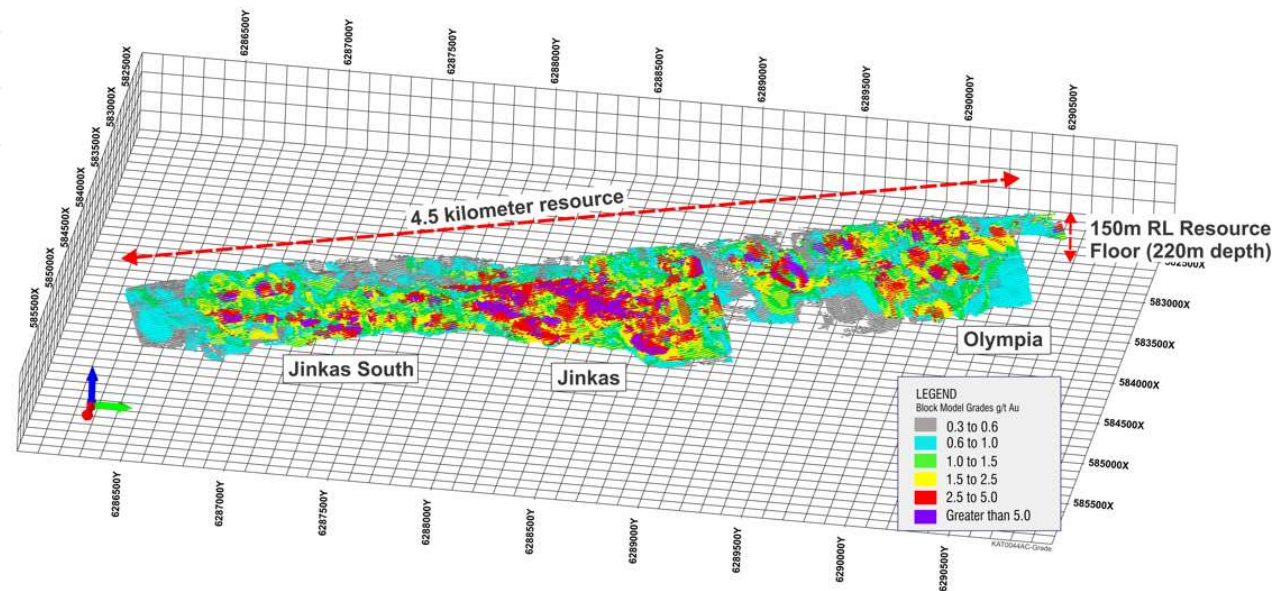 6286500Y
6287000Y
6287500Y
6288000Y
6288500Y
6289000Y
6289500Y
6290000Y
6290500Y
582500X
583000X
583500X
584000X
584500X
585000X
585500X
4.5 kilometer resource
150m RL Resource
Floor (220m depth)
582500X
583000X
583500X
584000X
584500X
585000X
585500X
Jinkas South
Jinkas
Olympia
LEGEND
Block Model Grades g/t Au
0.3 to 0.6
0.6 to 1.0
1.0 to 1.5
1.5 to 2.5
2.5 to 5.0
Greater than 5.0
KAT0044AC-Grade
6286500Y
6287000Y
6287500Y
6288000Y
6288500Y
6289000Y
6289500Y
6290000Y
6290500Y